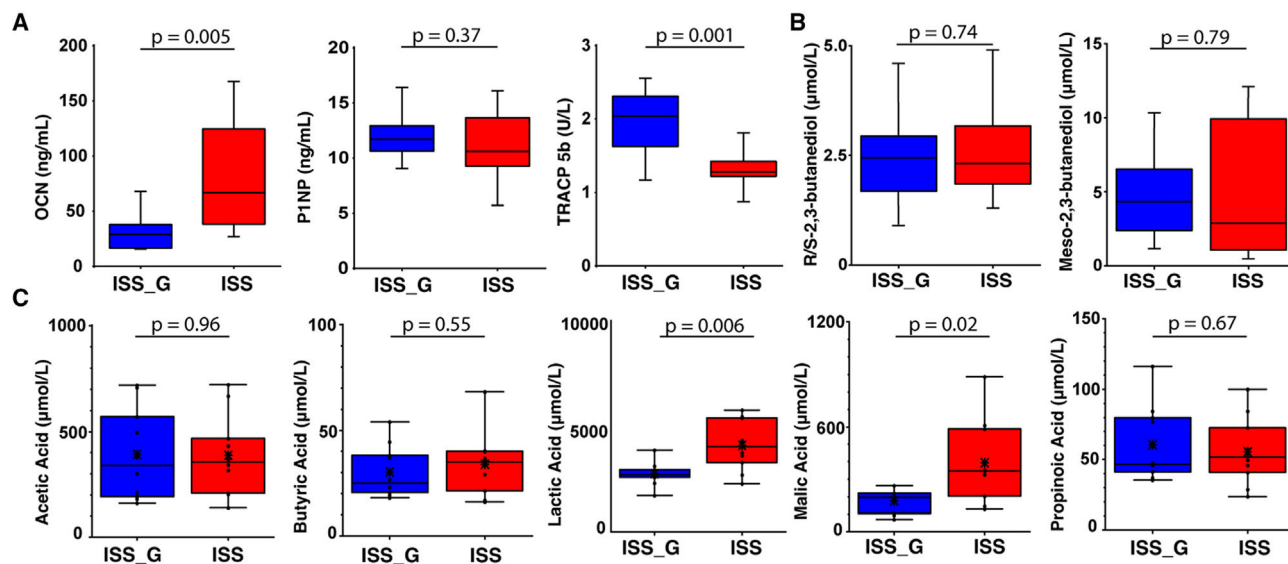 A
p = 0.005
OCN (ng/mL)
200
150
100
50
0
ISS_G
ISS
p = 0.37
P1NP (ng/mL)
20
15
10
5
0
ISS_G
ISS
p = 0.001
TRACP 5b (U/L)
3
2
1
0
ISS_G
ISS
B
p = 0.74
R/S-2,3-butanediol (µmol/L)
5.0
2.5
0
ISS_G
ISS
p = 0.79
Meso-2,3-butanediol (µmol/L)
15
10
5
0
ISS_G
ISS
C
p = 0.96
Acetic Acid (µmol/L)
1000
500
0
ISS_G
ISS
p = 0.55
Butyric Acid (µmol/L)
100
50
0
ISS_G
ISS
p = 0.006
Lactic Acid (µmol/L)
10000
5000
0
ISS_G
ISS
p = 0.02
Malic Acid (µmol/L)
1200
600
0
ISS_G
ISS
p = 0.67
Propinoic Acid (µmol/L)
150
100
50
0
ISS_G
ISS